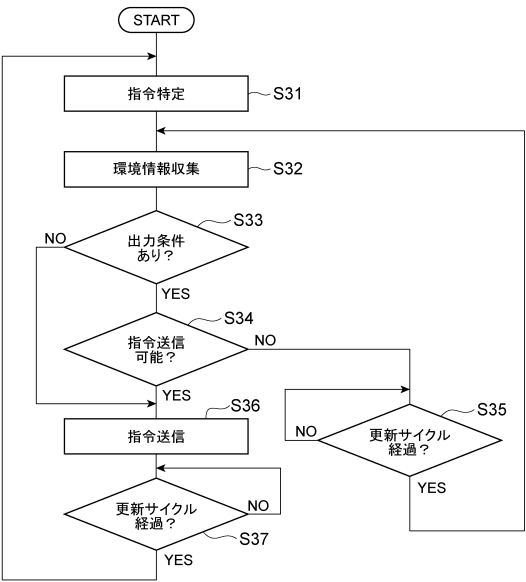 START
指令特定
S31
環境情報収集
S32
S33
NO
出力条件
あり？
YES
S34
指令送信
可能？
NO
YES
S36
指令送信
S35
NO
更新サイクル
経過？
YES
更新サイクル
経過？
NO
S37
YES